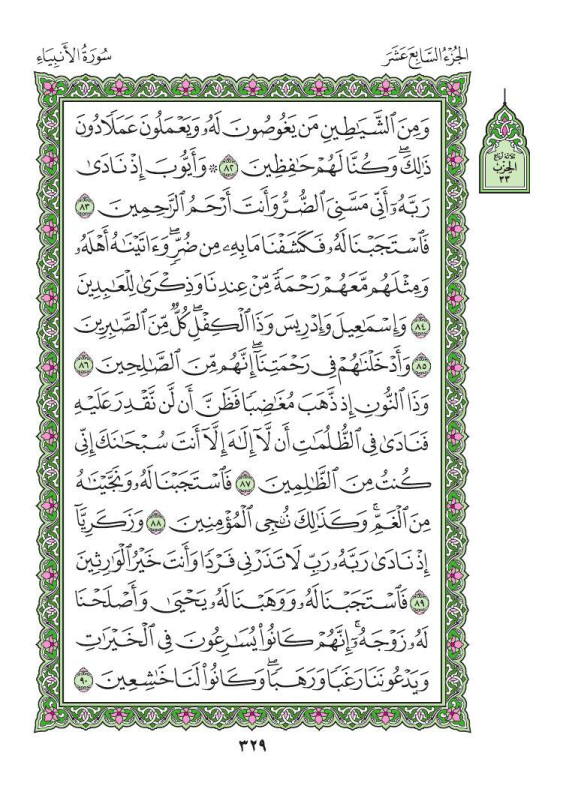 الجُزْءُ السَّابِعَ عَشَرَ
سُورَةُ الأَنبِيَاءِ
وَمِنَ ٱلشَّيَٰطِينِ مَن يَغُوصُونَ لَهُۥ وَيَعْمَلُونَ عَمَلًا دُونَ
ذَٰلِكَۖ وَكُنَّا لَهُمْ حَٰفِظِينَ ٨٢ ۞ وَأَيُّوبَ إِذْ نَادَىٰ
رَبَّهُۥٓ أَنِّي مَسَّنِيَ ٱلضُّرُّ وَأَنتَ أَرْحَمُ ٱلرَّٰحِمِينَ ٨٣
فَٱسْتَجَبْنَا لَهُۥ فَكَشَفْنَا مَا بِهِۦ مِن ضُرٍّۖ وَءَاتَيْنَٰهُ أَهْلَهُۥ
وَمِثْلَهُم مَّعَهُمْ رَحْمَةً مِّنْ عِندِنَا وَذِكْرَىٰ لِلْعَٰبِدِينَ
٨٤ وَإِسْمَٰعِيلَ وَإِدْرِيسَ وَذَا ٱلْكِفْلِۖ كُلٌّ مِّنَ ٱلصَّٰبِرِينَ
٨٥ وَأَدْخَلْنَٰهُمْ فِي رَحْمَتِنَآۖ إِنَّهُم مِّنَ ٱلصَّٰلِحِينَ ٨٦
وَذَا ٱلنُّونِ إِذ ذَّهَبَ مُغَٰضِبًا فَظَنَّ أَن لَّن نَّقْدِرَ عَلَيْهِ
فَنَادَىٰ فِي ٱلظُّلُمَٰتِ أَن لَّآ إِلَٰهَ إِلَّآ أَنتَ سُبْحَٰنَكَ إِنِّي
كُنتُ مِنَ ٱلظَّٰلِمِينَ ٨٧ فَٱسْتَجَبْنَا لَهُۥ وَنَجَّيْنَٰهُ
مِنَ ٱلْغَمِّۚ وَكَذَٰلِكَ نُـۨجِي ٱلْمُؤْمِنِينَ ٨٨ وَزَكَرِيَّآ
إِذْ نَادَىٰ رَبَّهُۥ رَبِّ لَا تَذَرْنِي فَرْدًا وَأَنتَ خَيْرُ ٱلْوَٰرِثِينَ
٨٩ فَٱسْتَجَبْنَا لَهُۥ وَوَهَبْنَا لَهُۥ يَحْيَىٰ وَأَصْلَحْنَا
لَهُۥ زَوْجَهُۥٓۚ إِنَّهُمْ كَانُوا۟ يُسَٰرِعُونَ فِي ٱلْخَيْرَٰتِ
وَيَدْعُونَنَا رَغَبًا وَرَهَبًاۖ وَكَانُوا۟ لَنَا خَٰشِعِينَ ٩٠
ثلاثة أرباع
الحِزْب
٣٣
٣٢٩